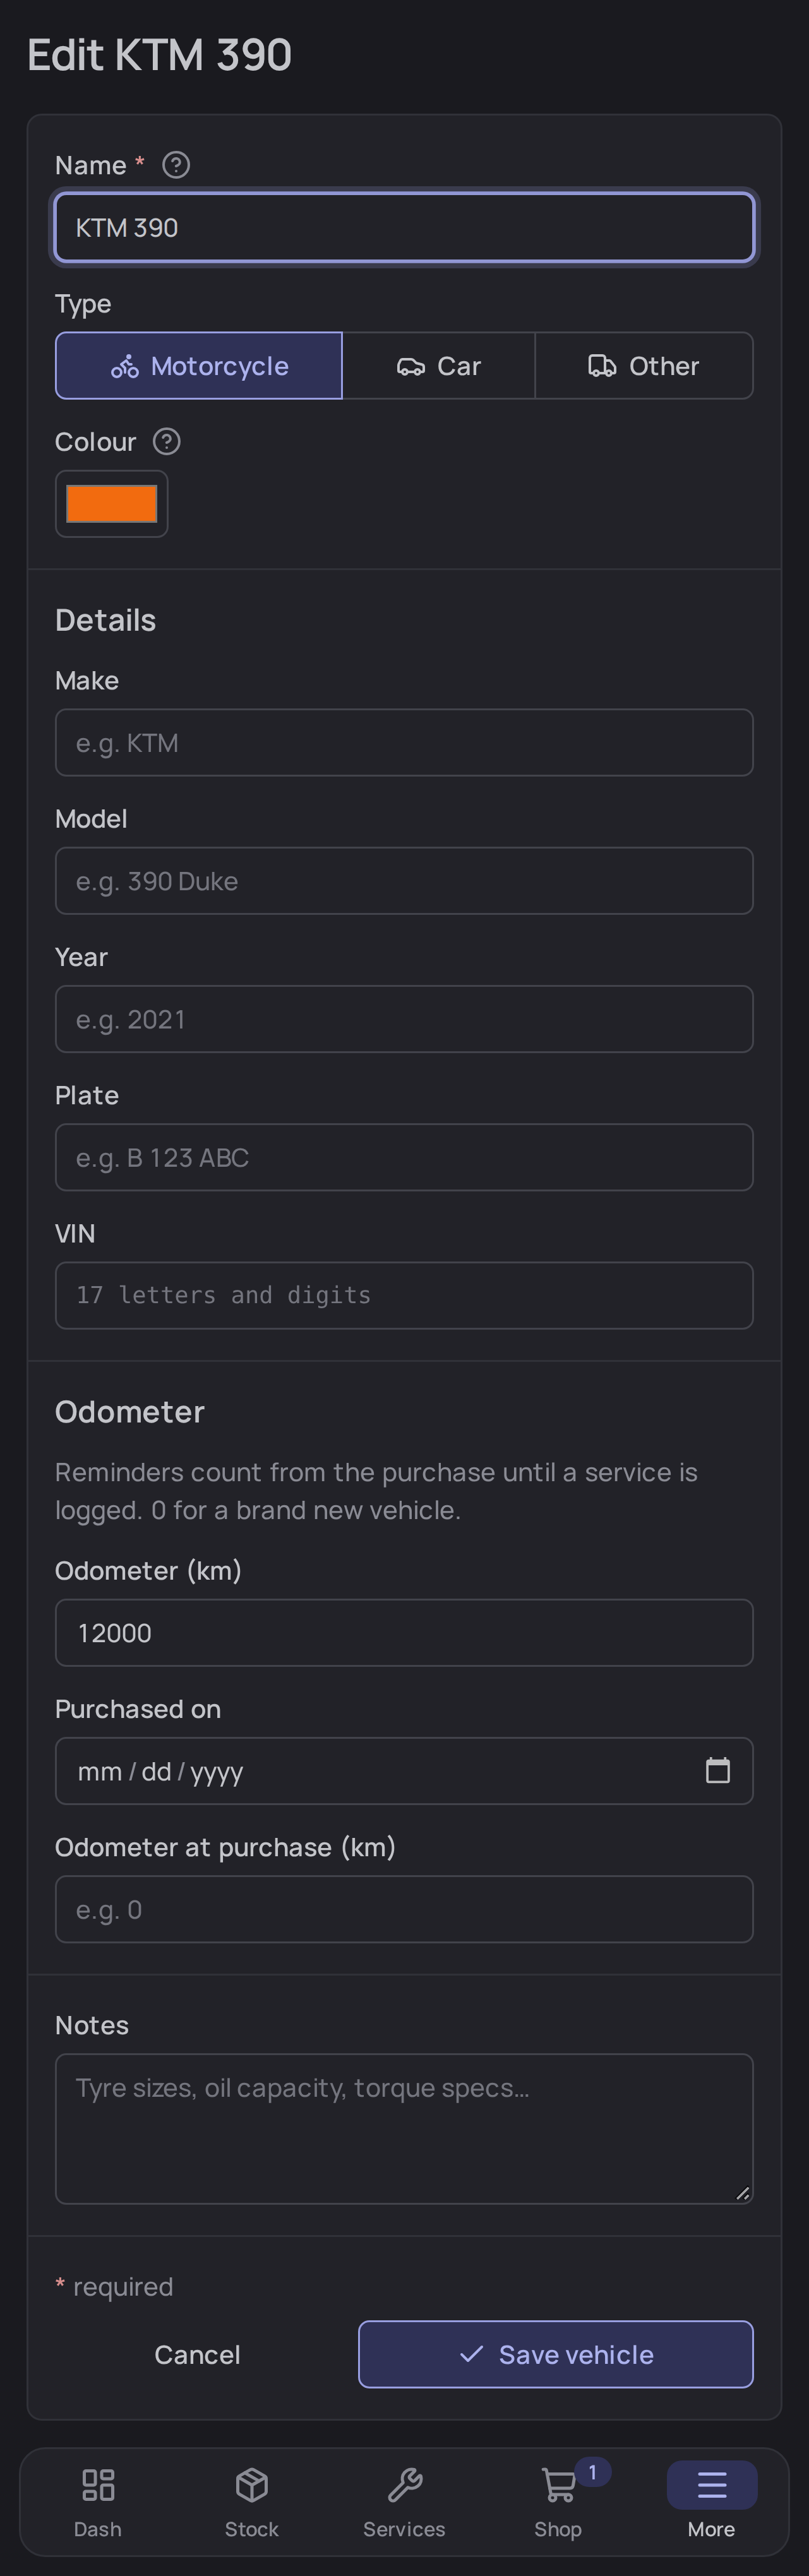 Edit KTM 390
Name *
KTM 390
Type
Motorcycle
Car
Other
Colour
Details
Make
e.g. KTM
Model
e.g. 390 Duke
Year
e.g. 2021
Plate
e.g. B 123 ABC
VIN
17 letters and digits
Odometer
Reminders count from the purchase until a service is
logged. 0 for a brand new vehicle.
Odometer (km)
12000
Purchased on
mm / dd / yyyy
Odometer at purchase (km)
e.g. 0
Notes
Tyre sizes, oil capacity, torque specs…
* required
Cancel
Save vehicle
1
Dash
Stock
Services
Shop
More